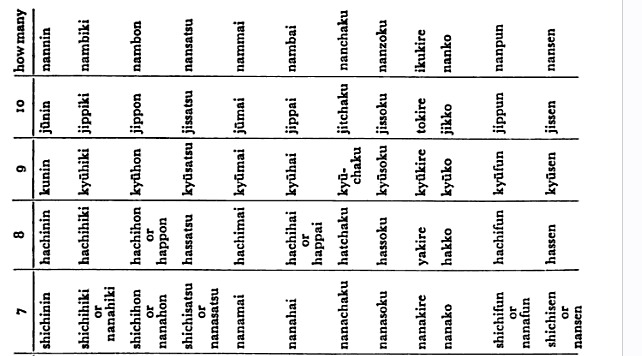 7 8 9 10 how many
shichinin hachinin kunin jūnin nannin
shichihiki hachihiki kyūhiki jippiki nambiki
or
nanahiki
shichihon hachihon kyūhon jippon nambon
or or
nanahon happon
shichisatsu hassatsu kyūsatsu jissatsu nansatsu
or
nanasatsu
nanamai hachimai kyūmai jūmai nammai
nanahai hachihai kyūhai jippai nambai
or
happai
nanachaku hatchaku kyū- jitchaku nanchaku
chaku
nanasoku hassoku kyūsoku jissoku nanzoku
nanakire yakire kyūkire tokire ikukire
nanako hakko kyūko jikko nanko
shichifun hachifun kyūfun jippun nanpun
or
nanafun
shichisen hassen kyūsen jissen nansen
or
nansen